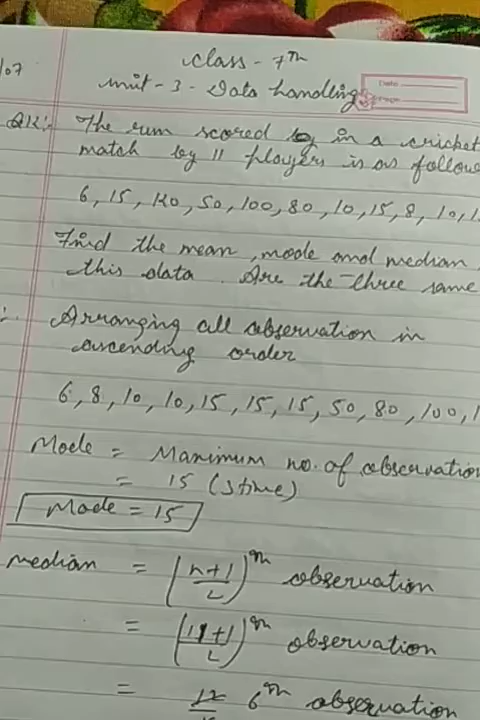 Class - 7th
/07
Unit - 3 - Data handling
Date
Page
Q12:- The run scored in a cricket
match by 11 players is as follow
6, 15, 120, 50, 100, 80, 10, 15, 8, 10, 1
Find the mean, mode and median
this data. Are the three same
Arranging all observation in
ascending order
6, 8, 10, 10, 15, 15, 15, 50, 80, 100, 1
Mode = Maximum no. of observation
= 15 (3 time)
Mode = 15
median = (n+1/2)th observation
= (11+1/2)th observation
= 12 6th observation